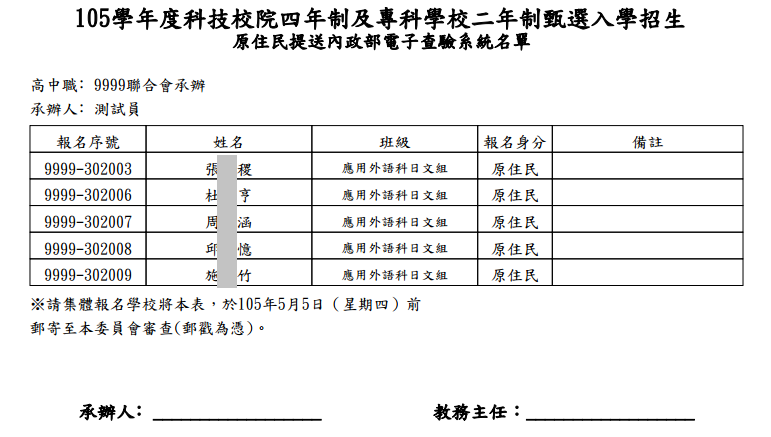 105學年度科技校院四年制及專科學校二年制甄選入學招生
原住民提送內政部電子查驗系統名單
高中職: 9999聯合會承辦
承辦人: 測試員
報名序號 姓名 班級 報名身分 備註
9999-302003 張 稷 應用外語科日文組 原住民
9999-302006 杜 亨 應用外語科日文組 原住民
9999-302007 周 涵 應用外語科日文組 原住民
9999-302008 邱 憶 應用外語科日文組 原住民
9999-302009 施 竹 應用外語科日文組 原住民
※請集體報名學校將本表，於105年5月5日（星期四）前
郵寄至本委員會審查(郵戳為憑)。
承辦人: 教務主任：